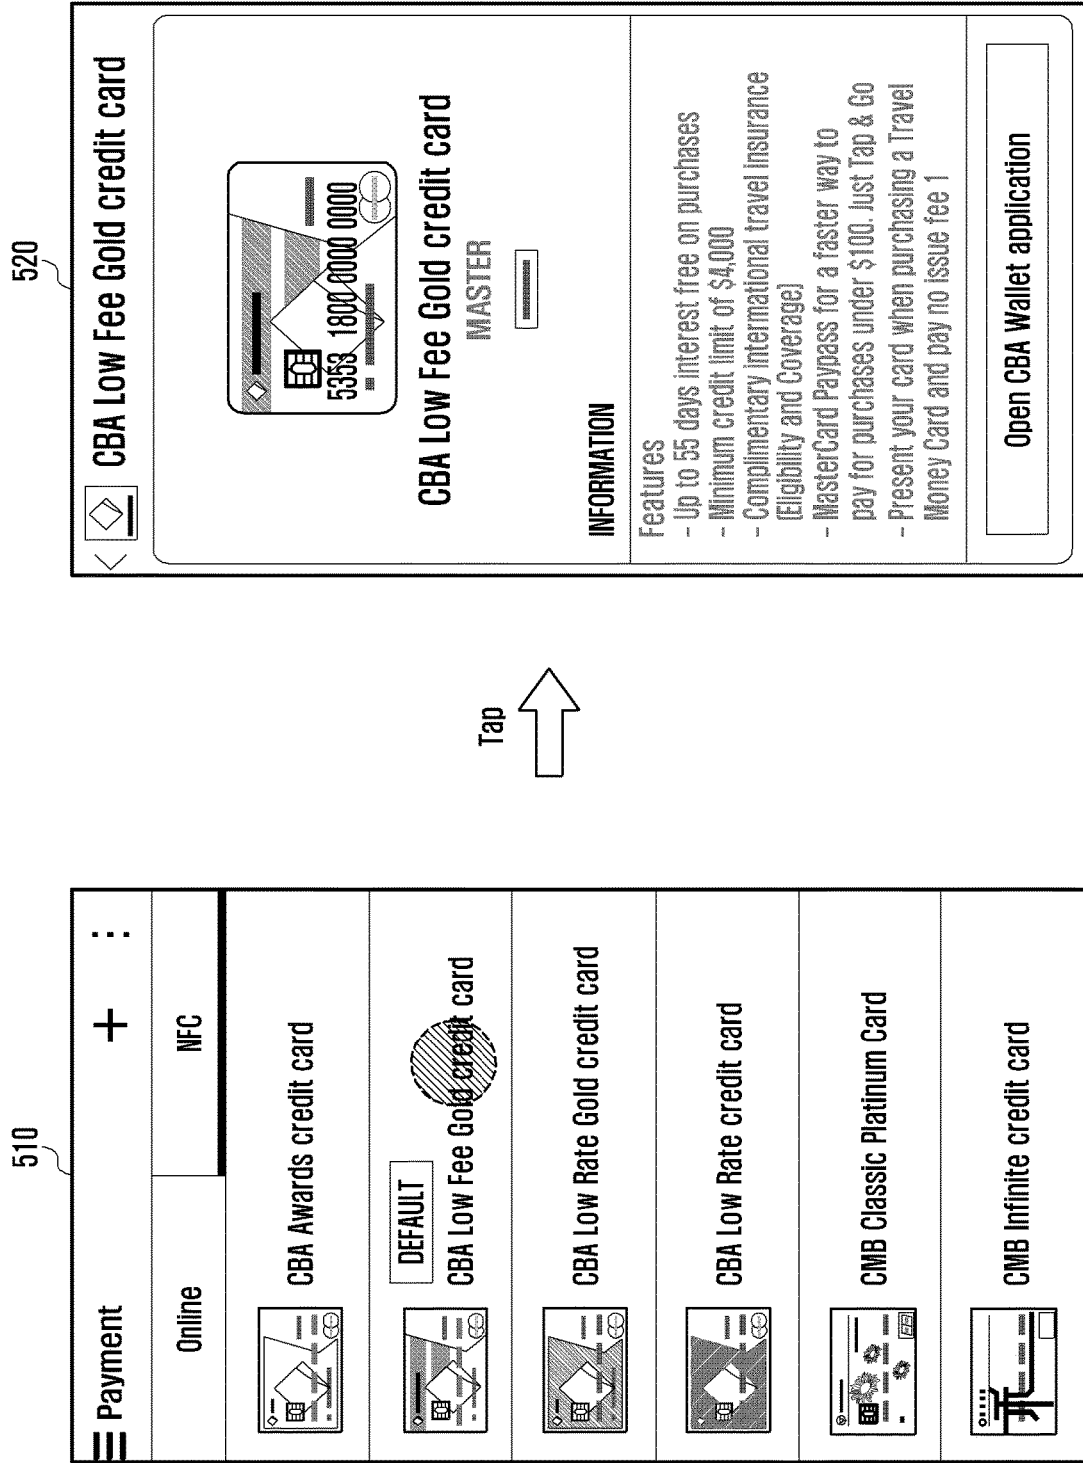 510
Payment
+
Online
NFC
CBA Awards credit card
DEFAULT
CBA Low Fee Gold credit card
CBA Low Rate Gold credit card
CBA Low Rate credit card
CMB Classic Platinum Card
CMB Infinite credit card
Tap
520
CBA Low Fee Gold credit card
5353 1800 0000 0000
CBA Low Fee Gold credit card
MASTER
INFORMATION
Features
- Up to 55 days interest free on purchases
- Minimum credit limit of $4,000
- Complimentary international travel insurance
(Eligibility and Coverage)
- MasterCard Paypass for a faster way to
pay for purchases under $100. Just Tap & Go
- Present your card when purchasing a Travel
Money Card and pay no issue fee 1
Open CBA Wallet application